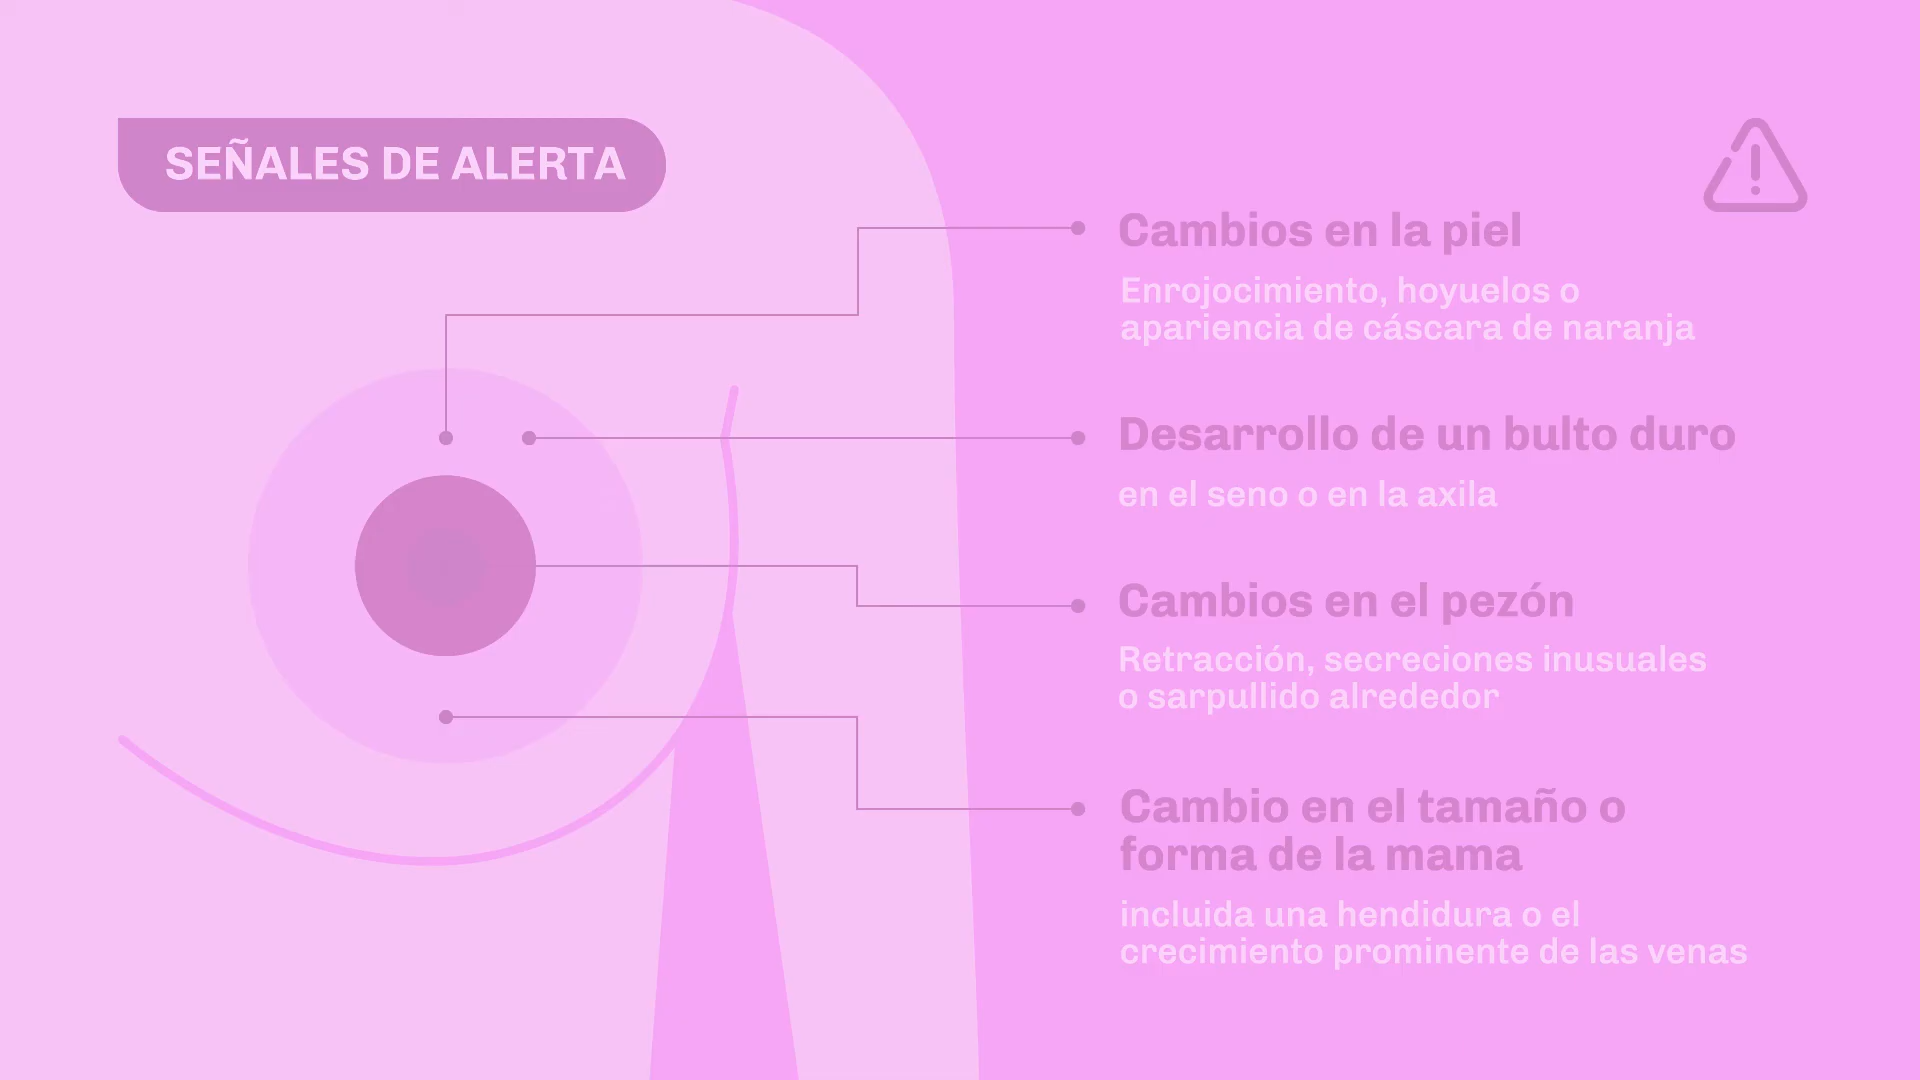 SEÑALES DE ALERTA
Cambios en la piel
Enrojocimiento, hoyuelos o
apariencia de cáscara de naranja
Desarrollo de un bulto duro
en el seno o en la axila
Cambios en el pezón
Retracción, secreciones inusuales
o sarpullido alrededor
Cambio en el tamaño o
forma de la mama
incluida una hendidura o el
crecimiento prominente de las venas